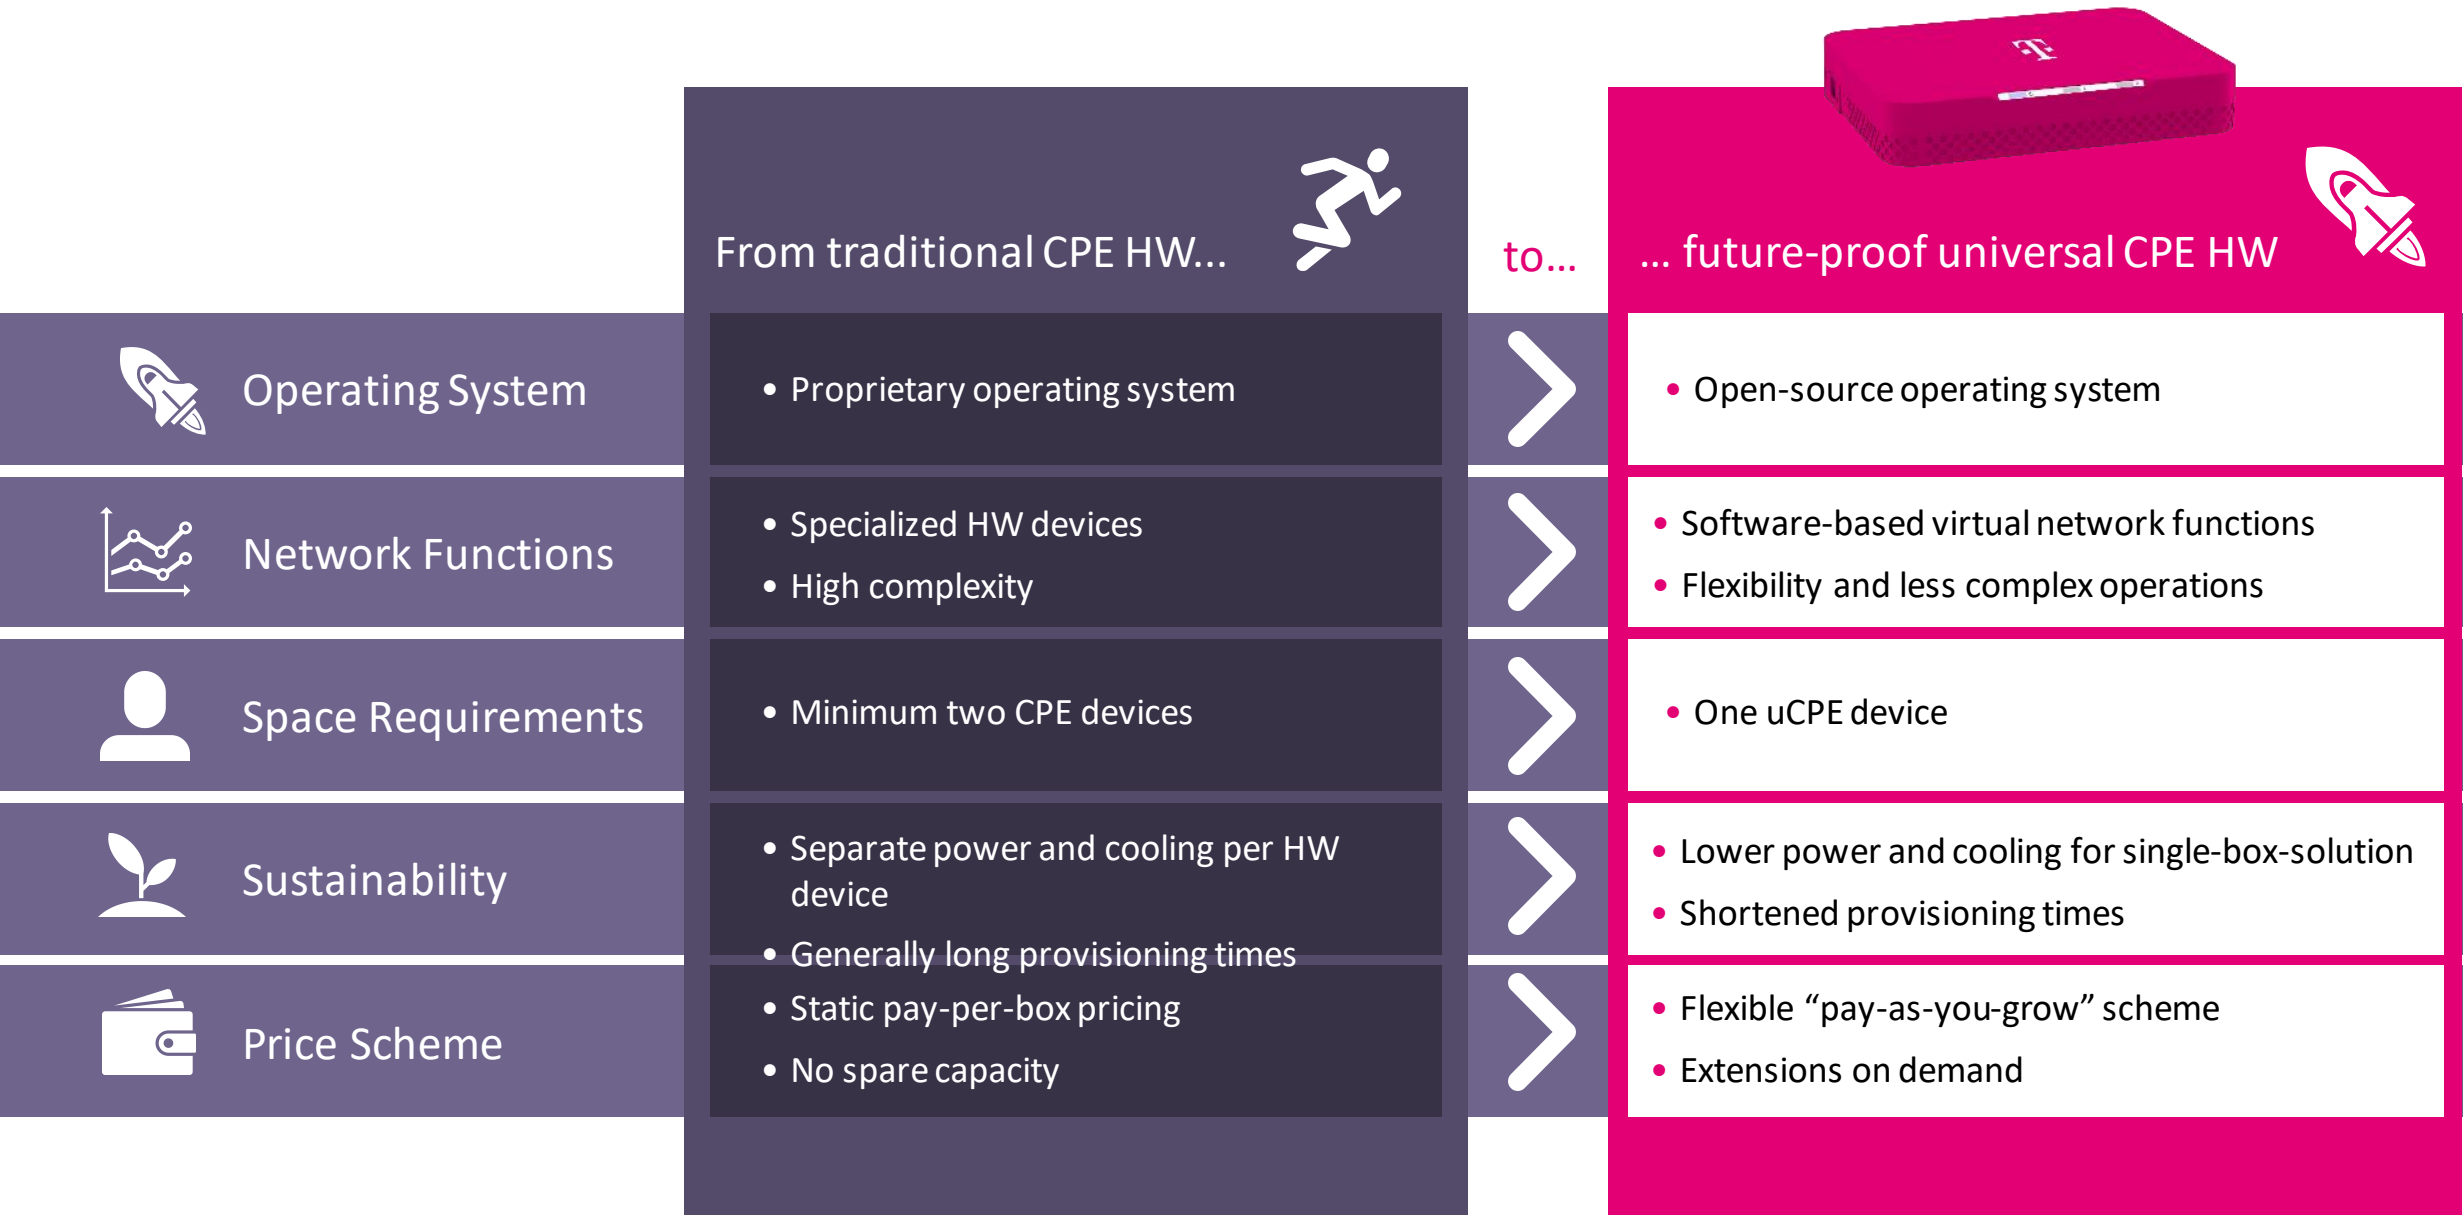 From traditional CPE HW...
to...
... future-proof universal CPE HW
Operating System
• Proprietary operating system
• Open-source operating system
Network Functions
• Specialized HW devices
• High complexity
• Software-based virtual network functions
• Flexibility and less complex operations
Space Requirements
• Minimum two CPE devices
• One uCPE device
Sustainability
• Separate power and cooling per HW
device
• Generally long provisioning times
• Lower power and cooling for single-box-solution
• Shortened provisioning times
Price Scheme
• Static pay-per-box pricing
• No spare capacity
• Flexible “pay-as-you-grow” scheme
• Extensions on demand